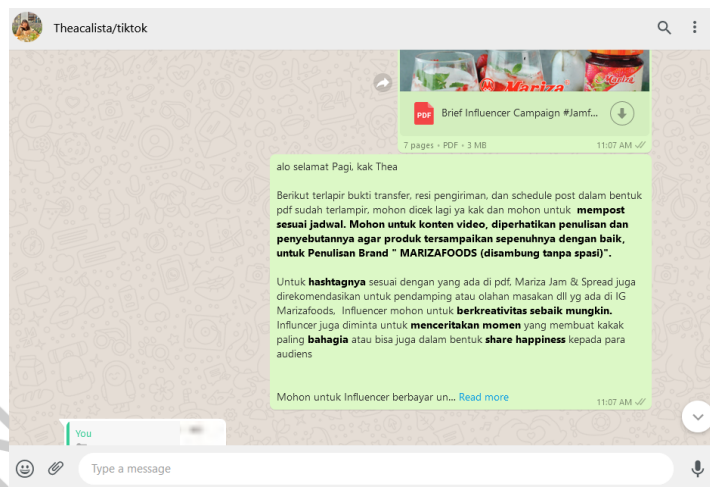 Theacalista/tiktok
Mariza
Mariza
PDF
Brief Influencer Campaign #Jamf...
7 pages • PDF • 3 MB
11:07 AM
alo selamat Pagi, kak Thea
Berikut terlapir bukti transfer, resi pengiriman, dan schedule post dalam bentuk
pdf sudah terlampir, mohon dicek lagi ya kak dan mohon untuk mempost
sesuai jadwal. Mohon untuk konten video, diperhatikan penulisan dan
penyebutannya agar produk tersampaikan sepenuhnya dengan baik,
untuk Penulisan Brand " MARIZAFOODS (disambung tanpa spasi)".
Untuk hashtagnya sesuai dengan yang ada di pdf, Mariza Jam & Spread juga
direkomendasikan untuk pendamping atau olahan masakan dll yg ada di IG
Marizafoods, Influencer mohon untuk berkreativitas sebaik mungkin.
Influncer juga diminta untuk menceritakan momen yang membuat kakak
paling bahagia atau bisa juga dalam bentuk share happiness kepada para
audiens
Mohon untuk Influencer berbayar un... Read more
11:07 AM
You
Type a message